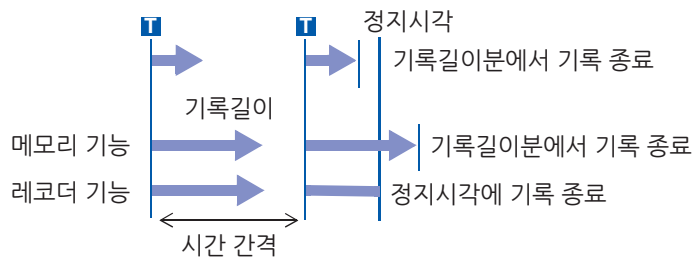 T
T
정지시각
기록길이분에서 기록 종료
기록길이
메모리 기능
기록길이분에서 기록 종료
레코더 기능
정지시각에 기록 종료
시간 간격